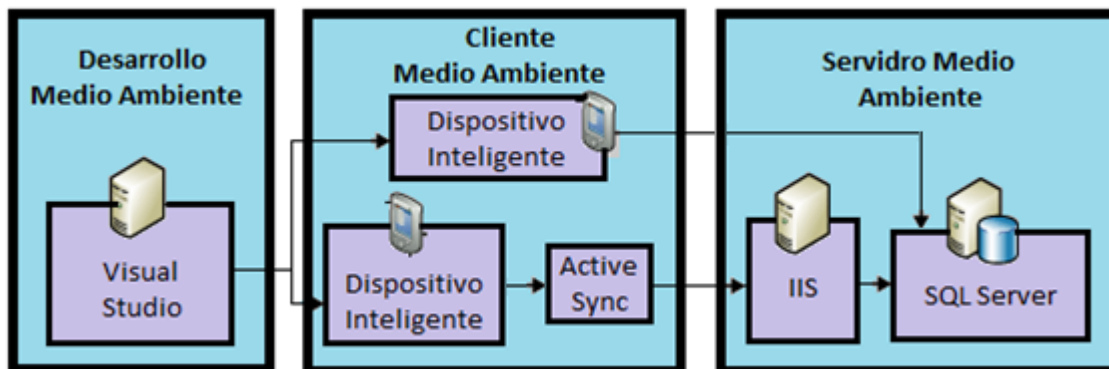 Desarrollo
Medio Ambiente
Visual
Studio
Cliente
Medio Ambiente
Dispositivo
Inteligente
Dispositivo
Inteligente
Active
Sync
Servidro Medio
Ambiente
IIS
SQL Server